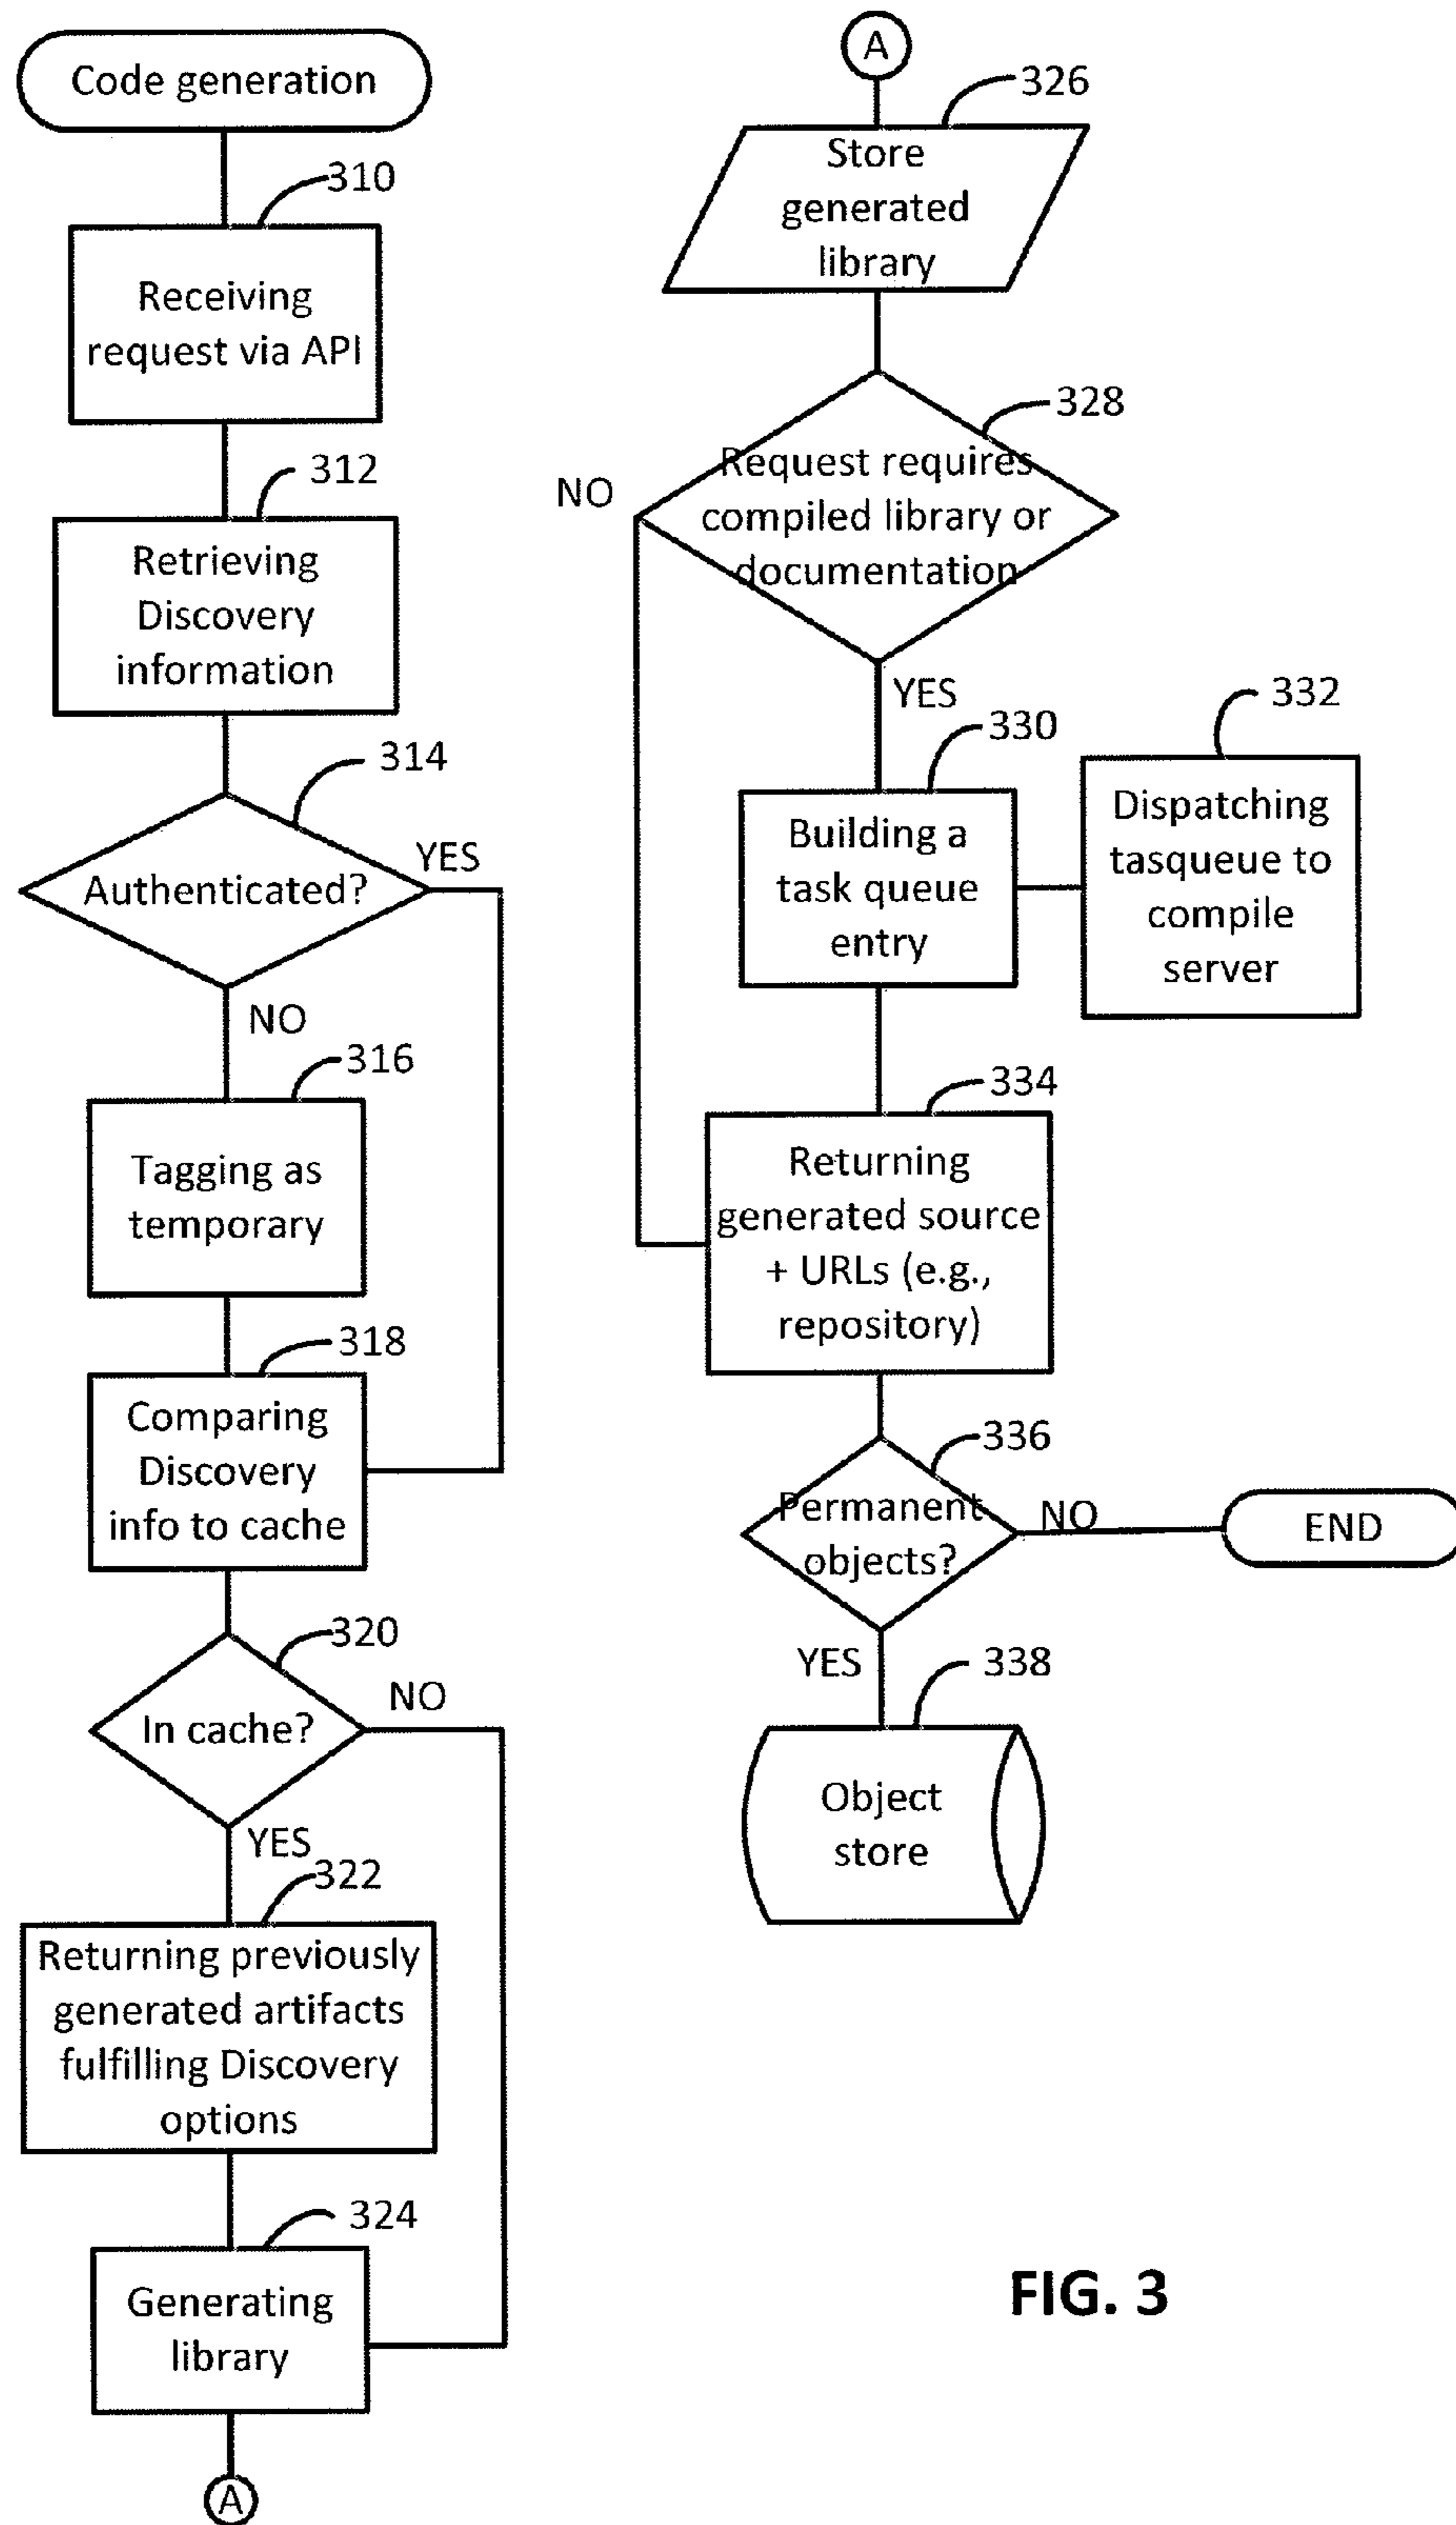 Code generation
310
Receiving
request via API
312
Retrieving
Discovery
information
314
Authenticated?
YES
NO
316
Tagging as
temporary
318
Comparing
Discovery
info to cache
320
In cache?
NO
YES
322
Returning previously
generated artifacts
fulfilling Discovery
options
324
Generating
library
A
A
326
Store
generated
library
328
Request requires
compiled library or
documentation
NO
YES
330
Building a
task queue
entry
332
Dispatching
tasqueue to
compile
server
334
Returning
generated source
+ URLs (e.g.,
repository)
336
Permanent
objects?
NO
END
YES
338
Object
store
FIG. 3